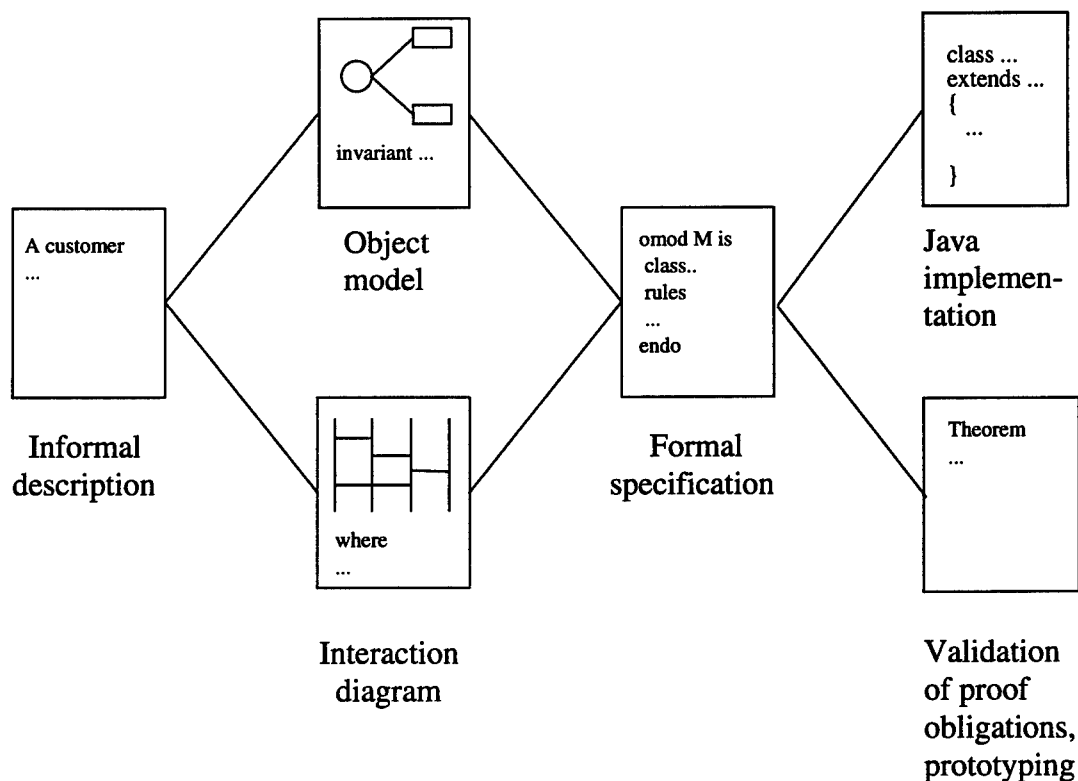 A customer
...
Informal
description
invariant ...
Object
model
where
...
Interaction
diagram
omod M is
class..
rules
...
endo
Formal
specification
class ...
extends ...
{
...
}
Java
implemen-
tation
Theorem
...
Validation
of proof
obligations,
prototyping